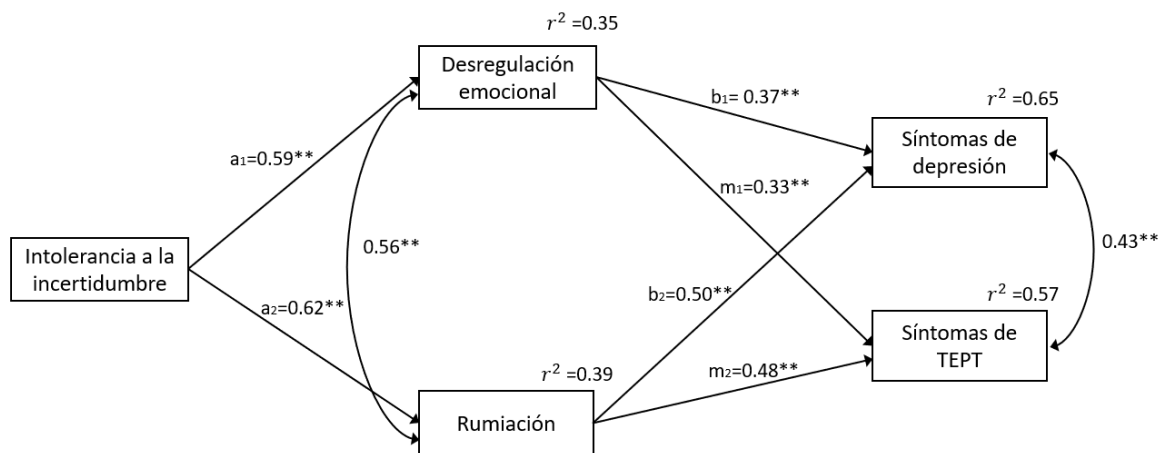 r² =0.35
Desregulación
emocional
b₁= 0.37**
r² =0.65
Síntomas de
depresión
a₁=0.59**
m₁=0.33**
Intolerancia a la
incertidumbre
0.56**
0.43**
a₂=0.62**
b₂=0.50**
r² =0.57
Síntomas de
TEPT
r² =0.39
m₂=0.48**
Rumiación